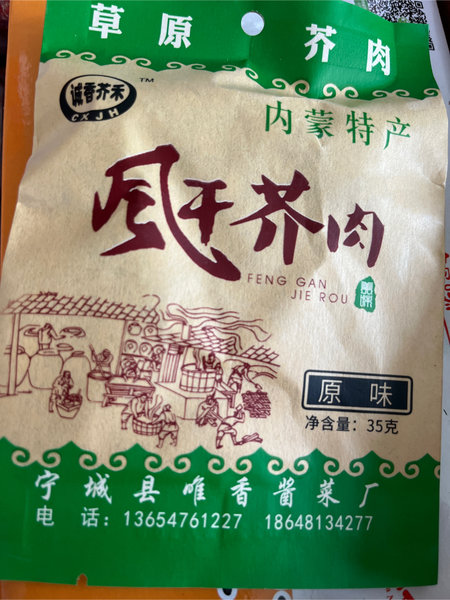 草原 芥肉
诚香芥禾
TM
CXJH
内蒙特产
风干芥肉
FENG GAN
JIE ROU
原味
净含量：35克
宁城县唯香酱菜厂
电 话：13654761227 18648134277